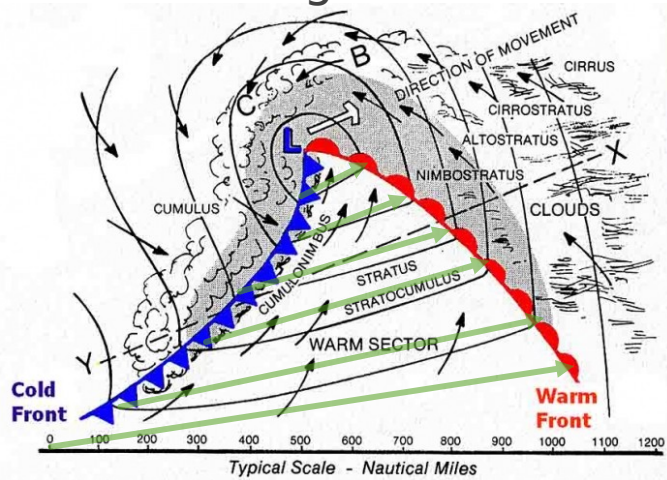 B
CIRRUS
DIRECTION OF MOVEMENT
C
CIRROSTRATUS
ALTOSTRATUS
L
X
NIMBOSTRATUS
CUMULUS
CLOUDS
CUMULONIMBUS
STRATUS
STRATOCUMULUS
WARM SECTOR
Y
Cold
Front
Warm
Front
0 100 200 300 400 500 600 700 800 900 1000 1100 1200
Typical Scale - Nautical Miles